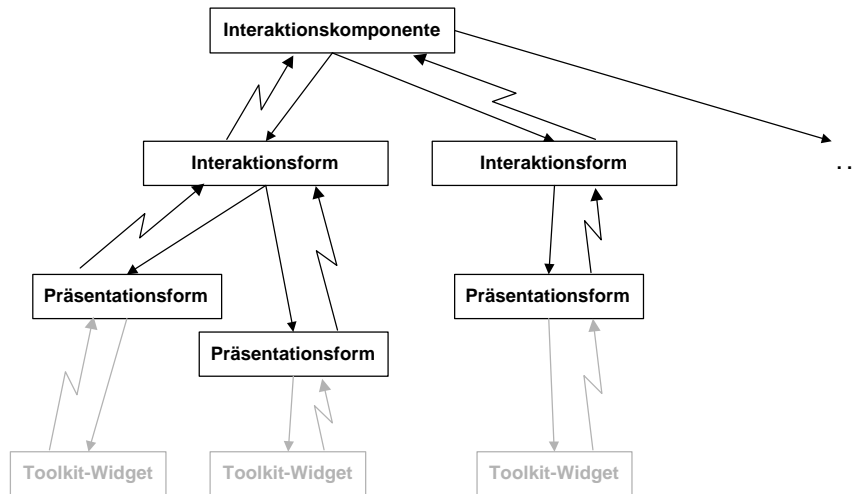 Interaktionskomponente
Interaktionsform
Interaktionsform
. .
Präsentationsform
Präsentationsform
Präsentationsform
Toolkit-Widget
Toolkit-Widget
Toolkit-Widget